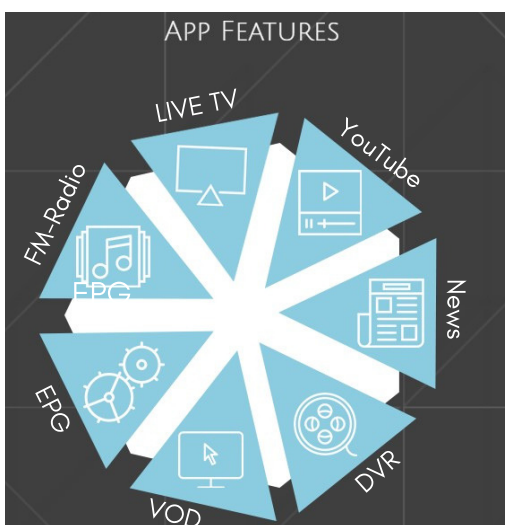 App Features
LIVE TV
YouTube
FM-Radio
EPG
News
EPG
DVR
VOD